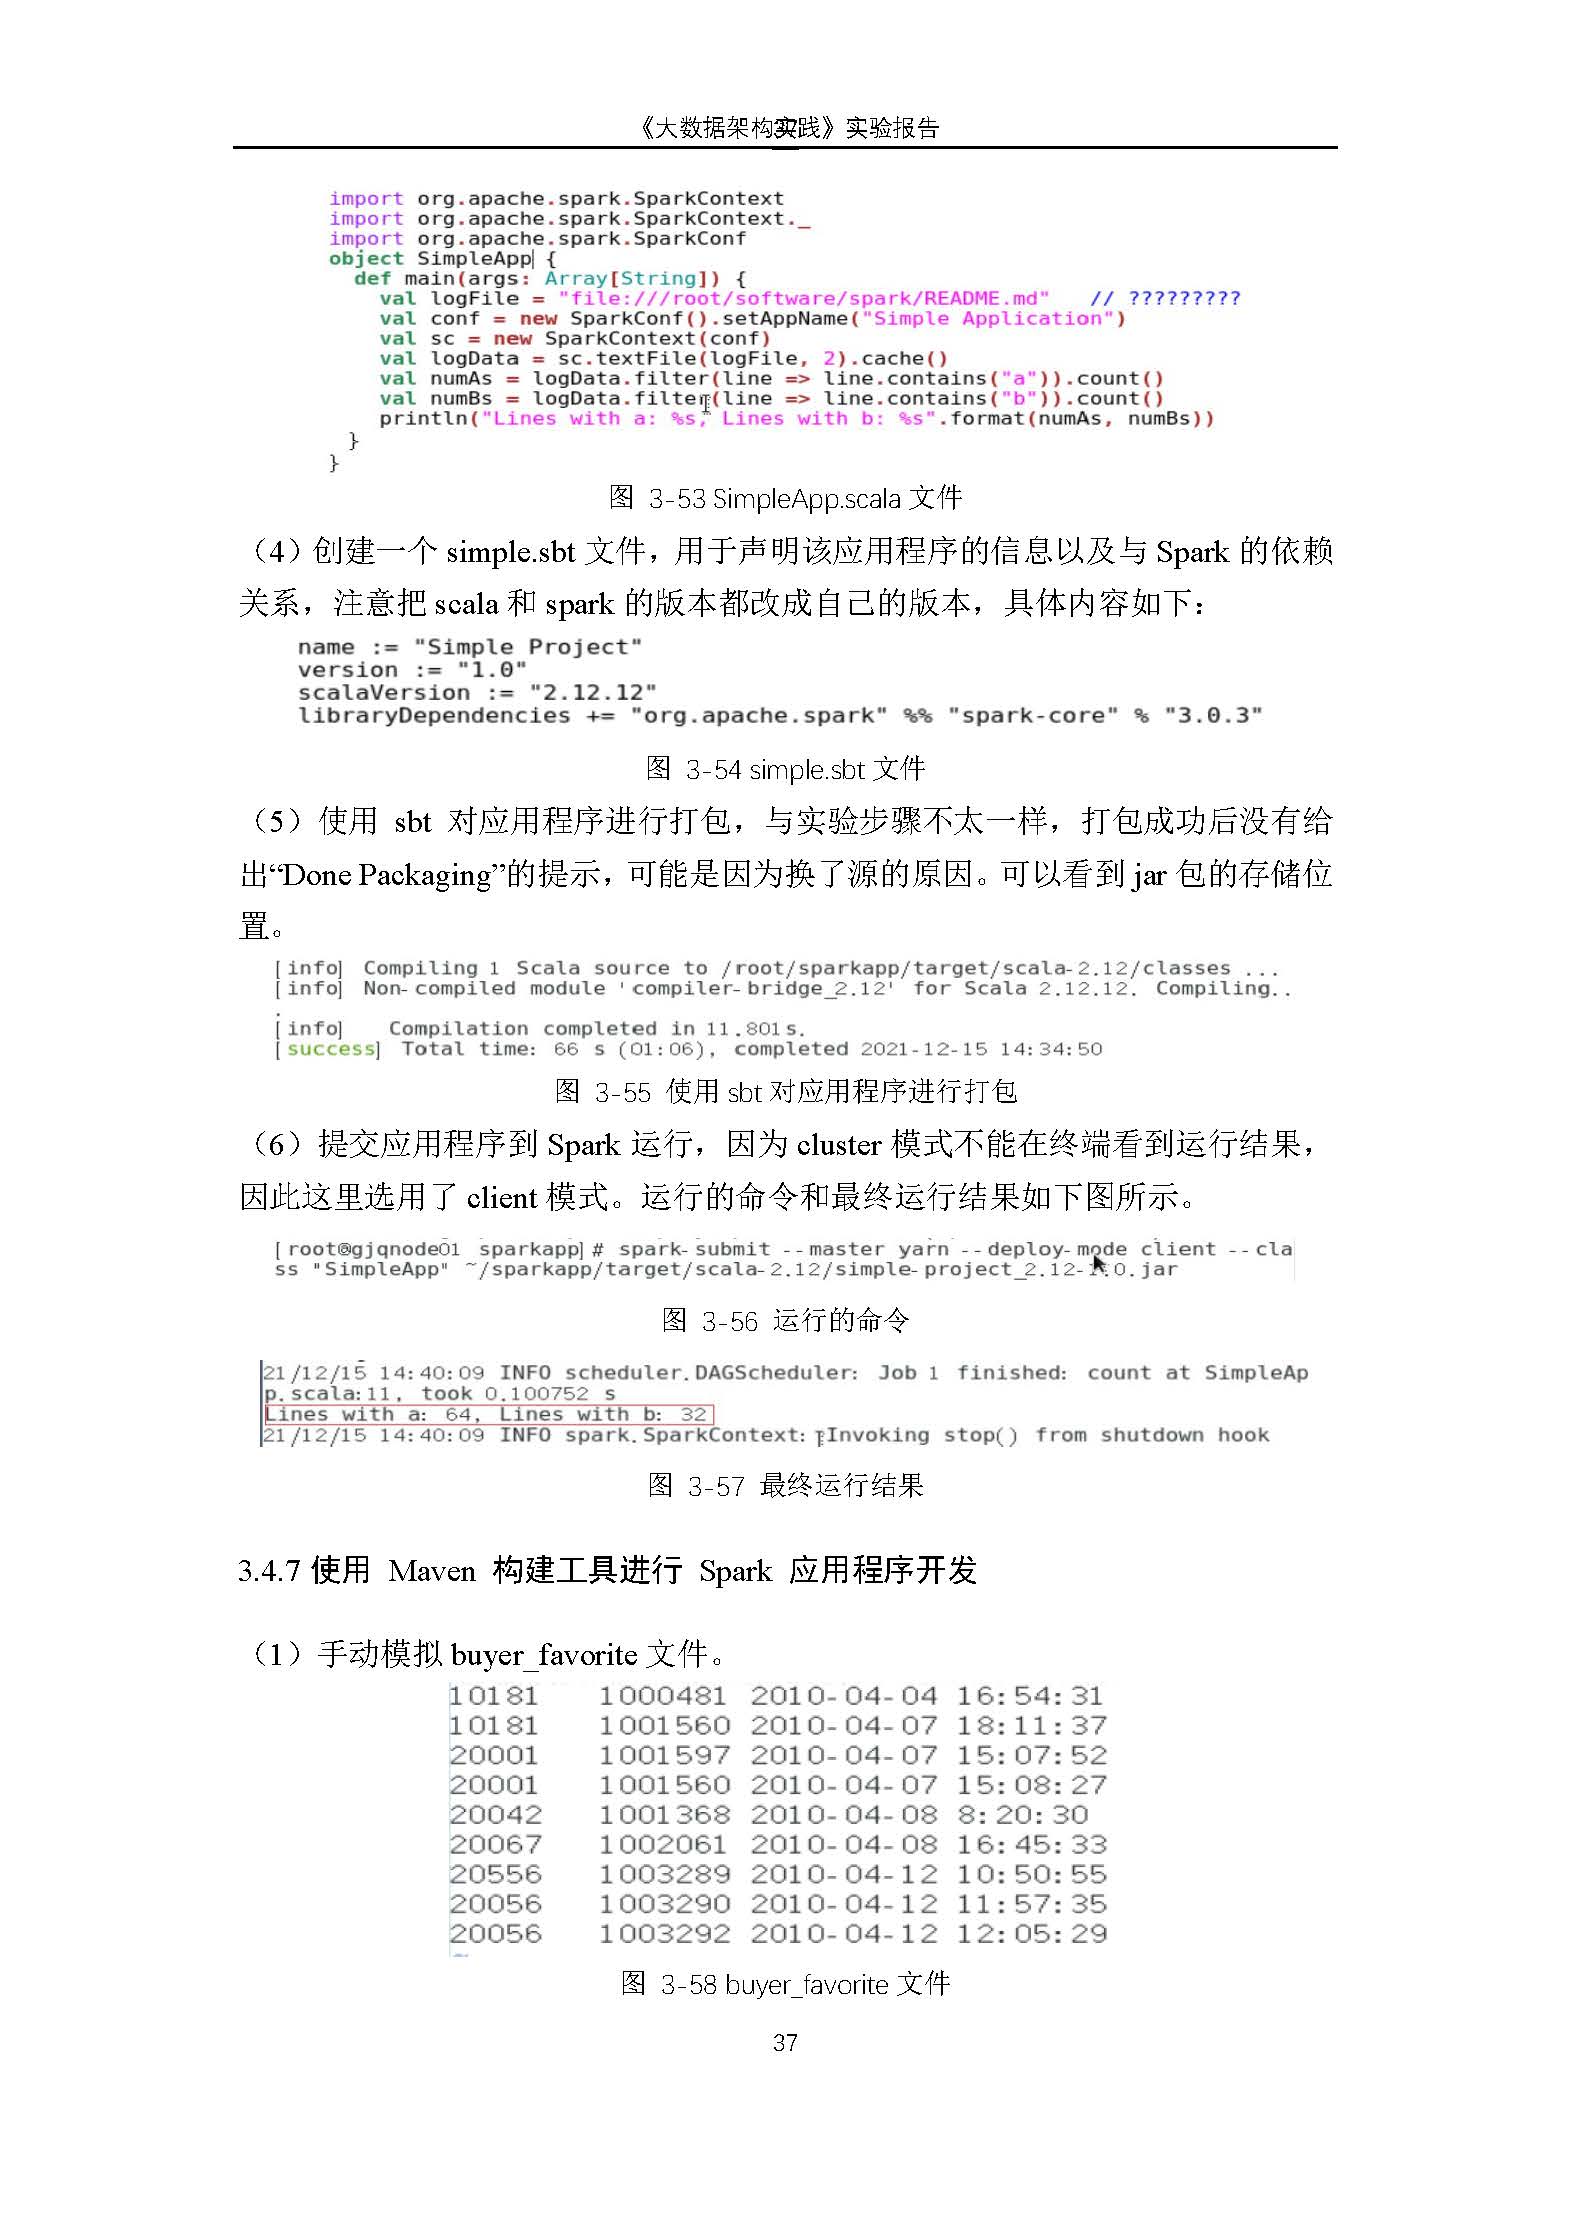 《大数据架构实践》实验报告
import org.apache.spark.SparkContext
import org.apache.spark.SparkContext._
import org.apache.spark.SparkConf
object SimpleApp {
  def main(args: Array[String]) {
    val logFile = "file:///root/software/spark/README.md"   // ?????????
    val conf = new SparkConf().setAppName("Simple Application")
    val sc = new SparkContext(conf)
    val logData = sc.textFile(logFile, 2).cache()
    val numAs = logData.filter(line => line.contains("a")).count()
    val numBs = logData.filter(line => line.contains("b")).count()
    println("Lines with a: %s, Lines with b: %s".format(numAs, numBs))
  }
}
图 3-53 SimpleApp.scala 文件
（4）创建一个 simple.sbt 文件，用于声明该应用程序的信息以及与 Spark 的依赖
关系，注意把 scala 和 spark 的版本都改成自己的版本，具体内容如下：
name := "Simple Project"
version := "1.0"
scalaVersion := "2.12.12"
libraryDependencies += "org.apache.spark" %% "spark-core" % "3.0.3"
图 3-54 simple.sbt 文件
（5）使用 sbt 对应用程序进行打包，与实验步骤不太一样，打包成功后没有给
出“Done Packaging”的提示，可能是因为换了源的原因。可以看到 jar 包的存储位
置。
[info] Compiling 1 Scala source to /root/sparkapp/target/scala-2.12/classes ...
[info] Non-compiled module 'compiler-bridge_2.12' for Scala 2.12.12. Compiling..
.
[info]   Compilation completed in 11.801s.
[success] Total time: 66 s (01:06), completed 2021-12-15 14:34:50
图 3-55 使用 sbt 对应用程序进行打包
（6）提交应用程序到 Spark 运行，因为 cluster 模式不能在终端看到运行结果，
因此这里选用了 client 模式。运行的命令和最终运行结果如下图所示。
[root@gjqnode01 sparkapp]# spark-submit --master yarn --deploy-mode client --cla
ss "SimpleApp" ~/sparkapp/target/scala-2.12/simple-project_2.12-1.0.jar
图 3-56 运行的命令
21/12/15 14:40:09 INFO scheduler.DAGScheduler: Job 1 finished: count at SimpleAp
p.scala:11, took 0.100752 s
Lines with a: 64, Lines with b: 32
21/12/15 14:40:09 INFO spark.SparkContext: Invoking stop() from shutdown hook
图 3-57 最终运行结果
3.4.7 使用 Maven 构建工具进行 Spark 应用程序开发
（1）手动模拟 buyer_favorite 文件。
10181   1000481 2010-04-04 16:54:31
10181   1001560 2010-04-07 18:11:37
20001   1001597 2010-04-07 15:07:52
20001   1001560 2010-04-07 15:08:27
20042   1001368 2010-04-08 8:20:30
20067   1002061 2010-04-08 16:45:33
20556   1003289 2010-04-12 10:50:55
20056   1003290 2010-04-12 11:57:35
20056   1003292 2010-04-12 12:05:29
图 3-58 buyer_favorite 文件
37